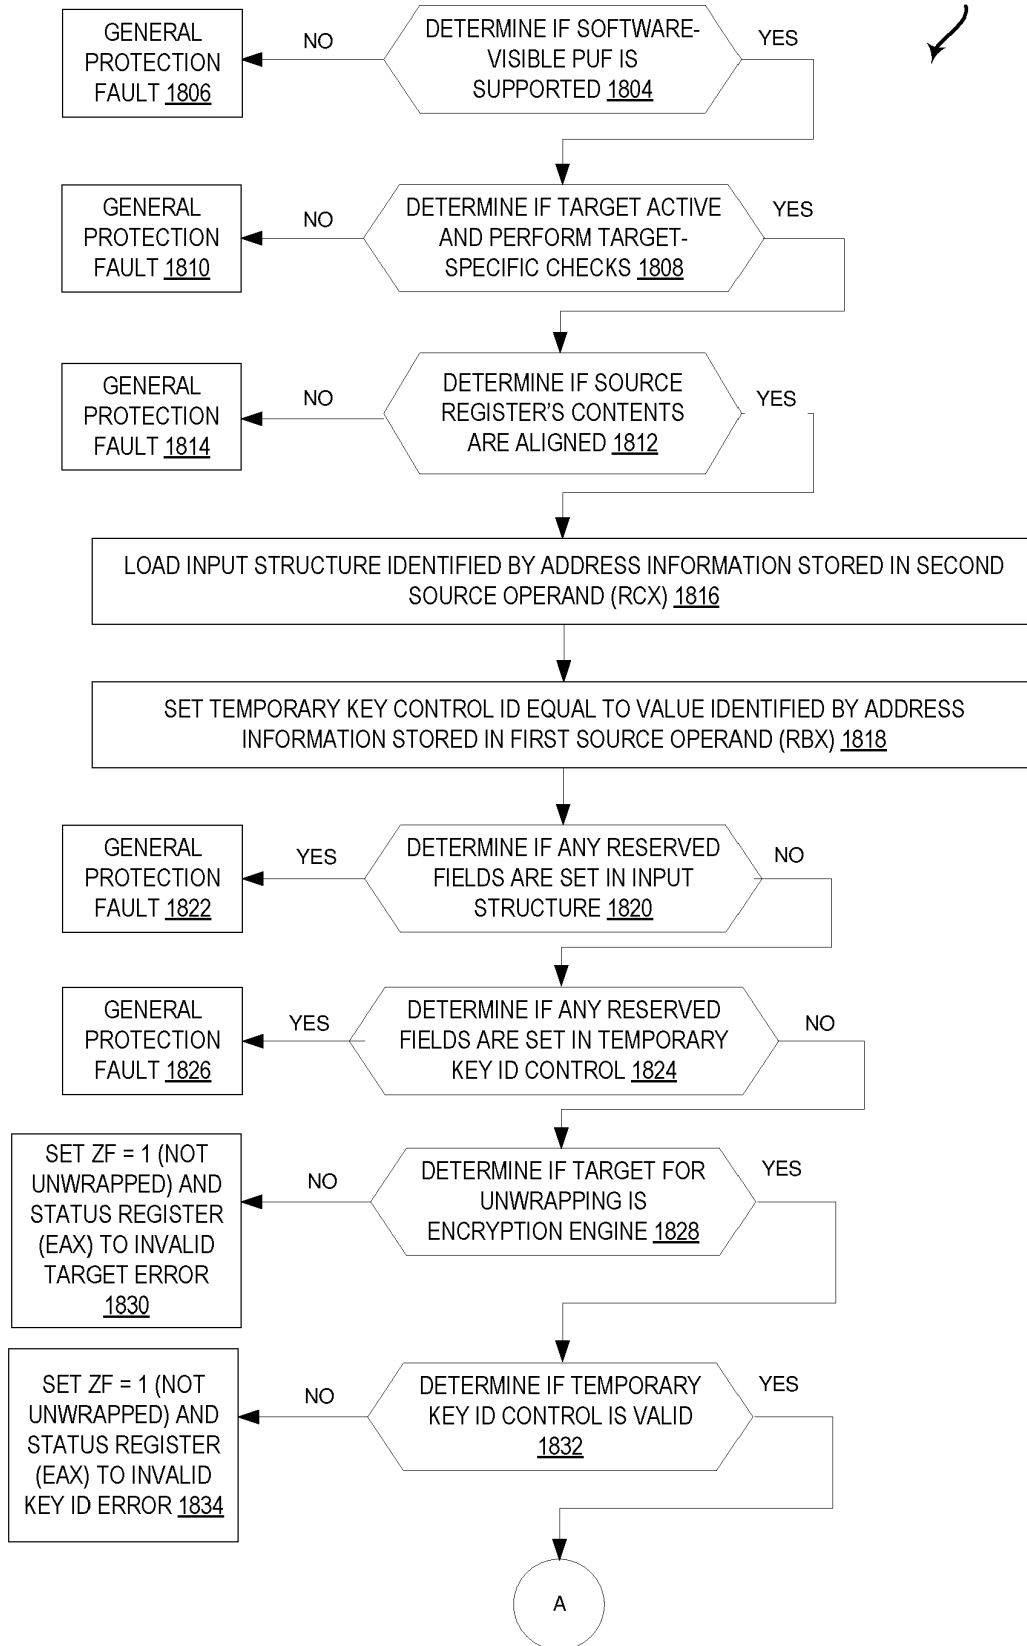 GENERAL
PROTECTION
FAULT 1806
NO
DETERMINE IF SOFTWARE-
VISIBLE PUF IS
SUPPORTED 1804
YES
GENERAL
PROTECTION
FAULT 1810
NO
DETERMINE IF TARGET ACTIVE
AND PERFORM TARGET-
SPECIFIC CHECKS 1808
YES
GENERAL
PROTECTION
FAULT 1814
NO
DETERMINE IF SOURCE
REGISTER'S CONTENTS
ARE ALIGNED 1812
YES
LOAD INPUT STRUCTURE IDENTIFIED BY ADDRESS INFORMATION STORED IN SECOND
SOURCE OPERAND (RCX) 1816
SET TEMPORARY KEY CONTROL ID EQUAL TO VALUE IDENTIFIED BY ADDRESS
INFORMATION STORED IN FIRST SOURCE OPERAND (RBX) 1818
GENERAL
PROTECTION
FAULT 1822
YES
DETERMINE IF ANY RESERVED
FIELDS ARE SET IN INPUT
STRUCTURE 1820
NO
GENERAL
PROTECTION
FAULT 1826
YES
DETERMINE IF ANY RESERVED
FIELDS ARE SET IN TEMPORARY
KEY ID CONTROL 1824
NO
SET ZF = 1 (NOT
UNWRAPPED) AND
STATUS REGISTER
(EAX) TO INVALID
TARGET ERROR
1830
NO
DETERMINE IF TARGET FOR
UNWRAPPING IS
ENCRYPTION ENGINE 1828
YES
SET ZF = 1 (NOT
UNWRAPPED) AND
STATUS REGISTER
(EAX) TO INVALID
KEY ID ERROR 1834
NO
DETERMINE IF TEMPORARY
KEY ID CONTROL IS VALID
1832
YES
A